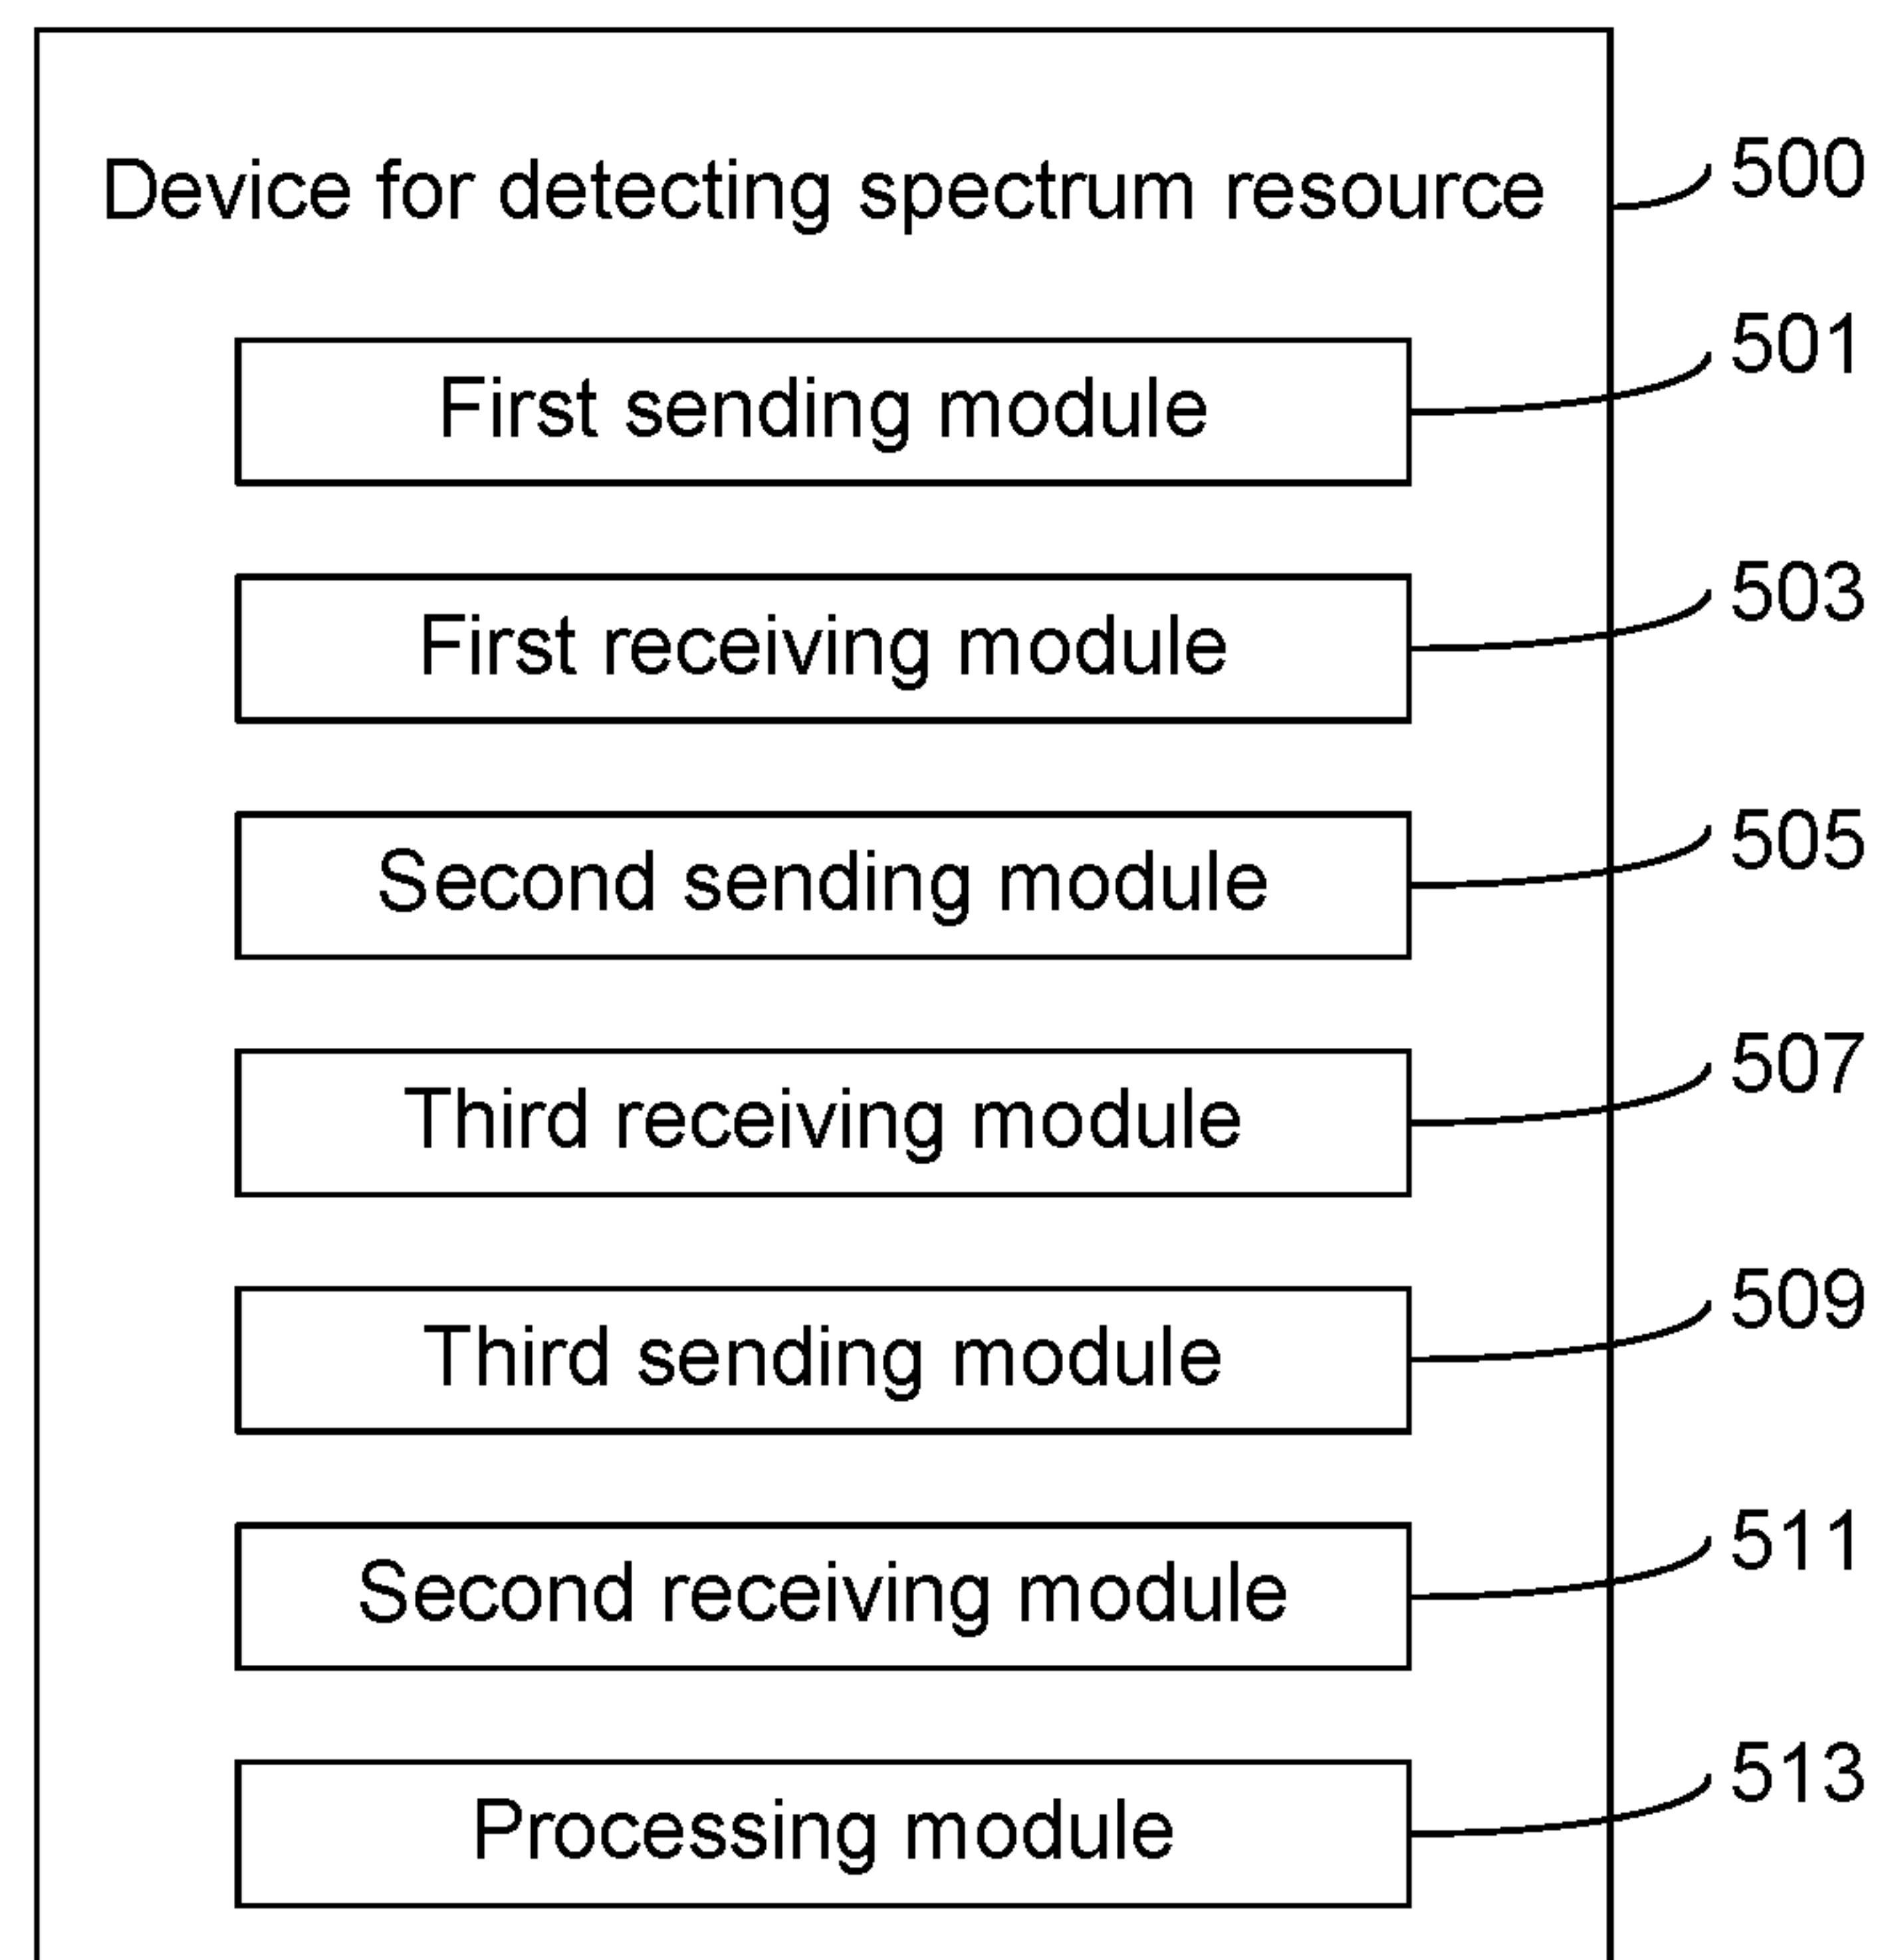 Device for detecting spectrum resource 500
First sending module 501
First receiving module 503
Second sending module 505
Third receiving module 507
Third sending module 509
Second receiving module 511
Processing module 513